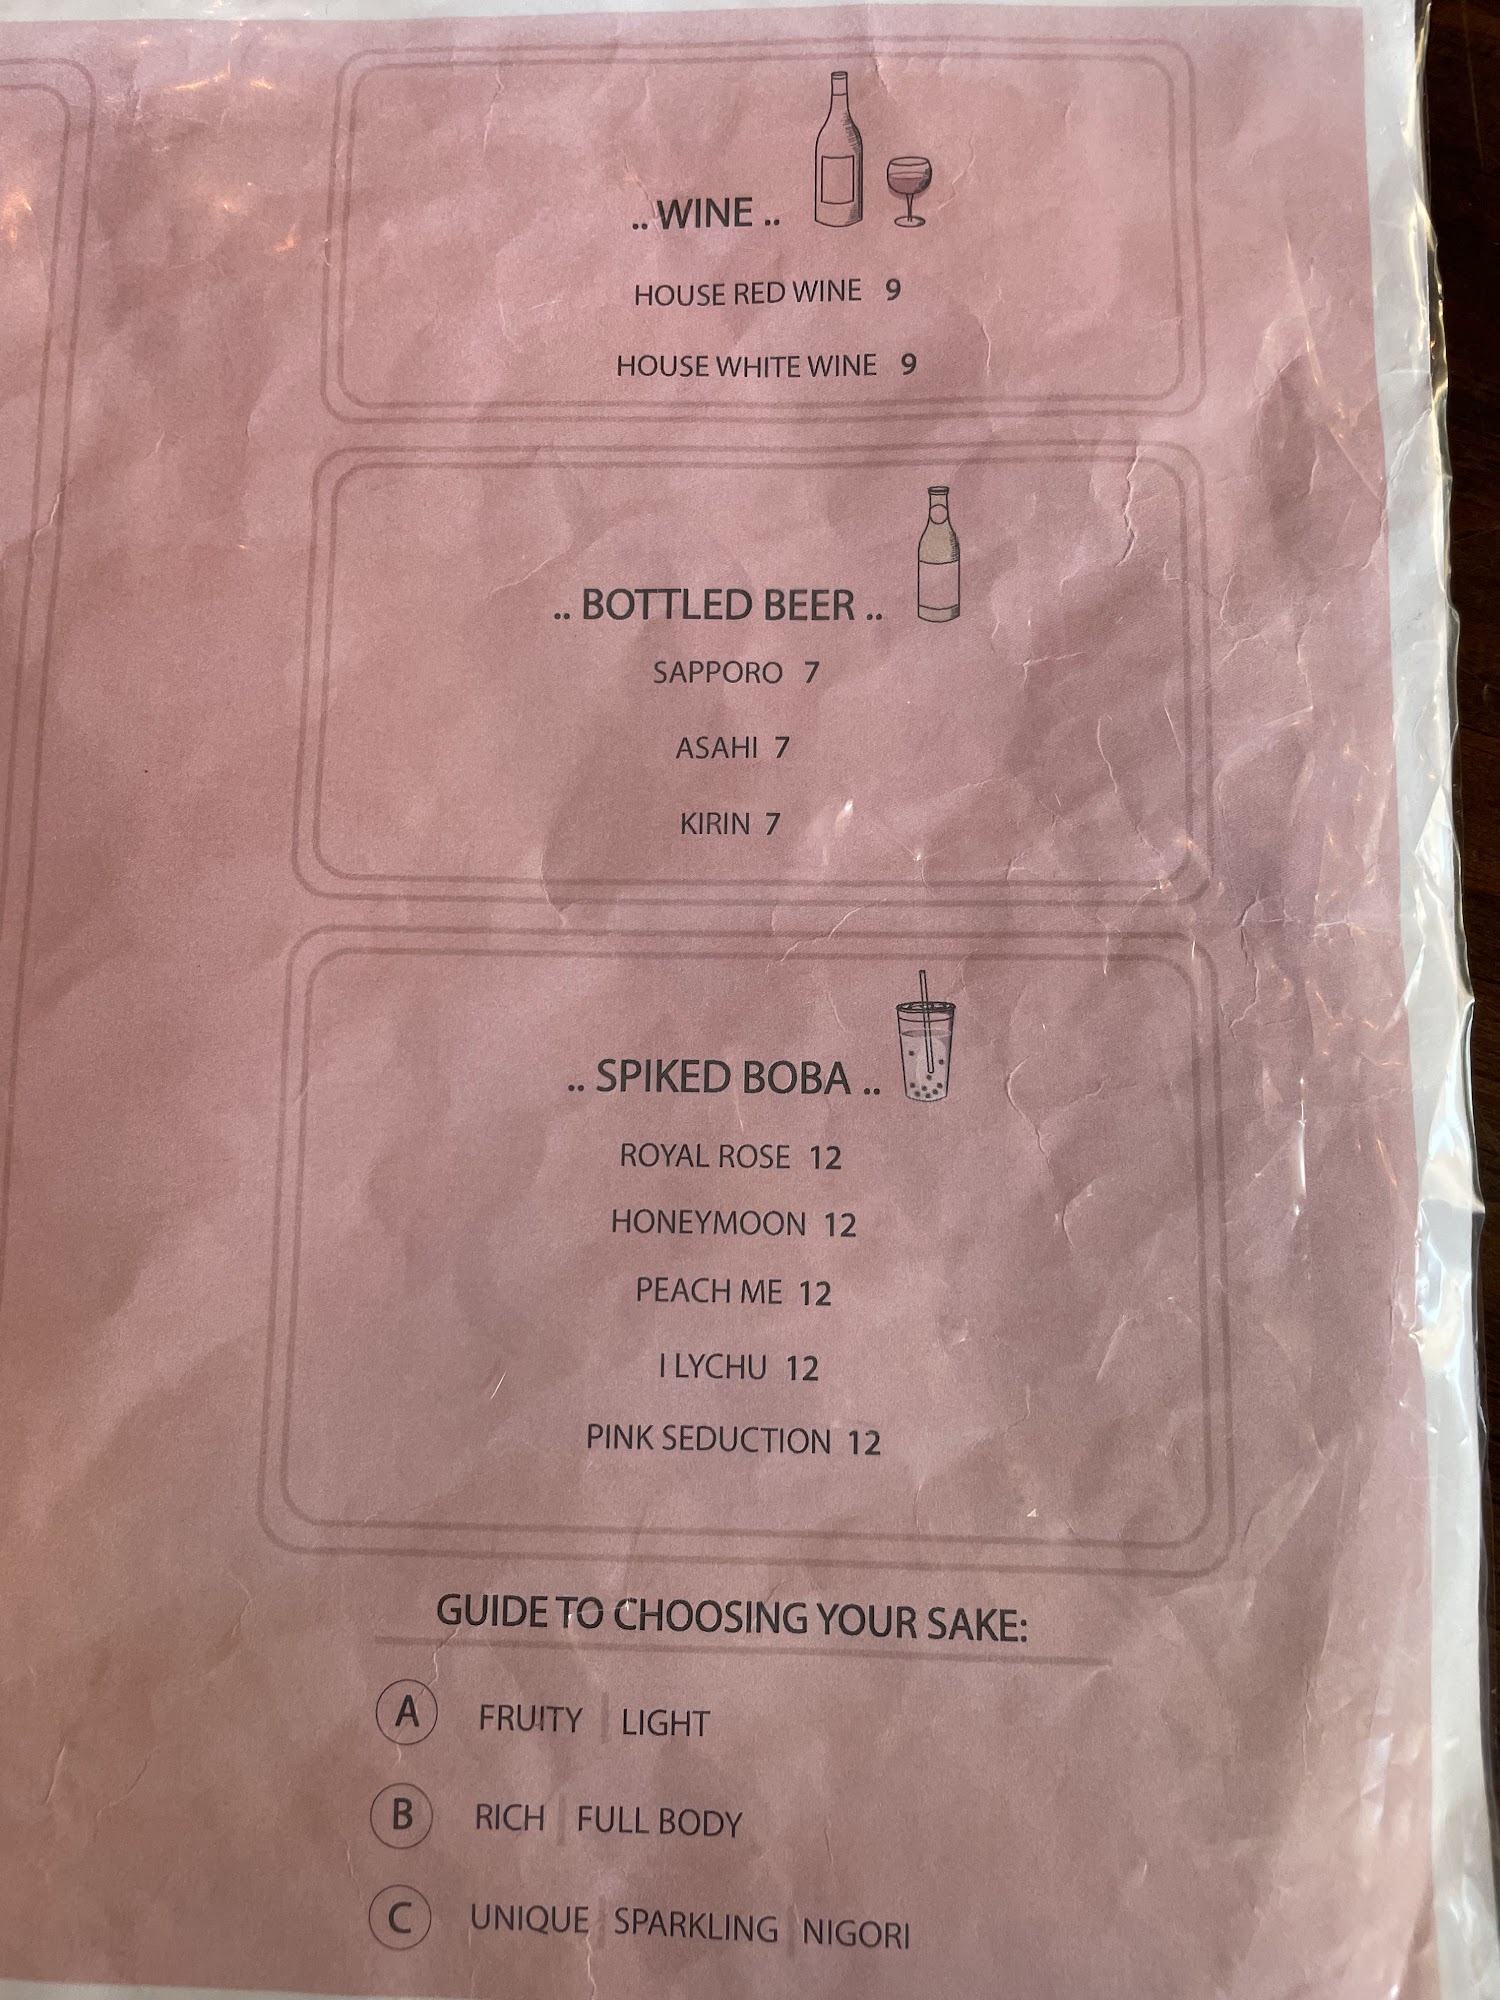 .. WINE ..
HOUSE RED WINE 9
HOUSE WHITE WINE 9
.. BOTTLED BEER ..
SAPPORO 7
ASAHI 7
KIRIN 7
.. SPIKED BOBA ..
ROYAL ROSE 12
HONEYMOON 12
PEACH ME 12
I LYCHU 12
PINK SEDUCTION 12
GUIDE TO CHOOSING YOUR SAKE:
A FRUITY | LIGHT
B RICH | FULL BODY
C UNIQUE | SPARKLING | NIGORI